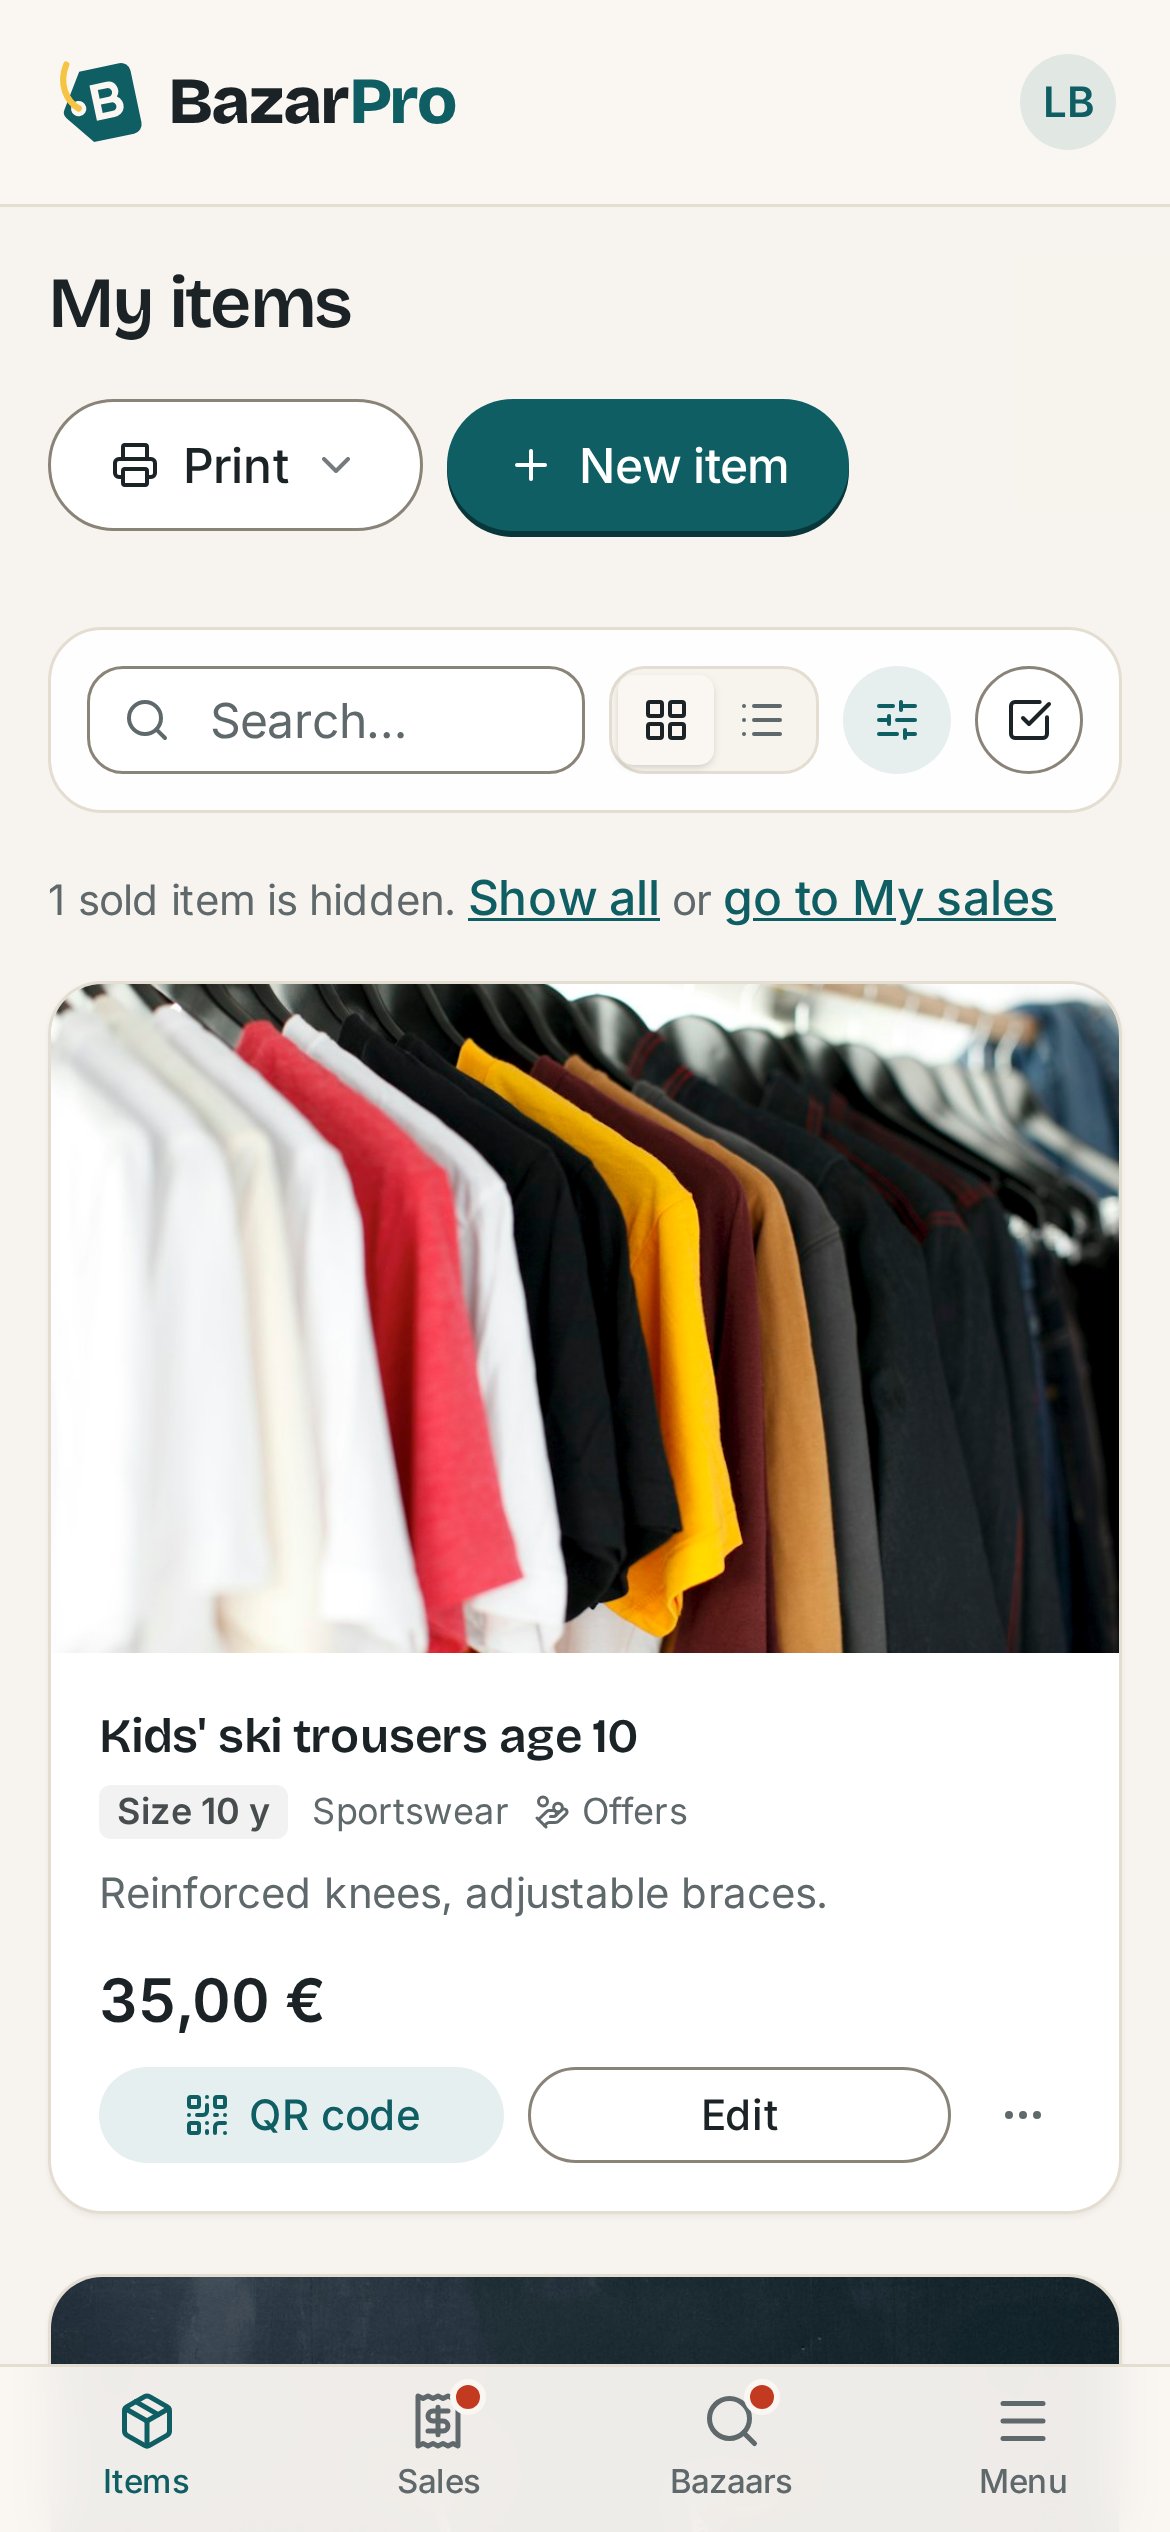 B BazarPro
LB
My items
Print
New item
Search...
1 sold item is hidden. Show all or go to My sales
Kids' ski trousers age 10
Size 10 y Sportswear Offers
Reinforced knees, adjustable braces.
35,00 €
QR code Edit
Items Sales Bazaars Menu